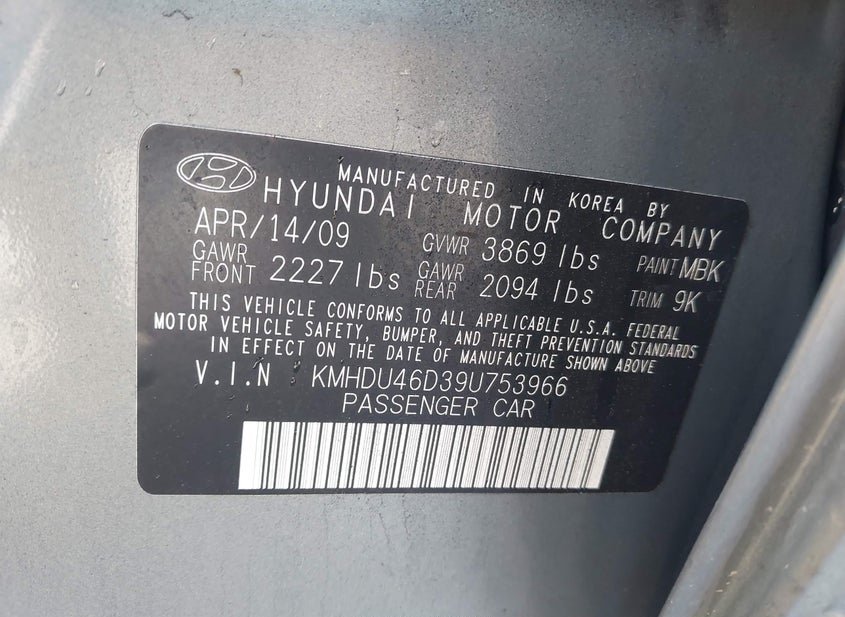 MANUFACTURED IN KOREA BY
HYUNDAI MOTOR COMPANY
APR/14/09 GVWR 3869 lbs PAINT MBK
GAWR FRONT 2227 lbs GAWR REAR 2094 lbs TRIM 9K
THIS VEHICLE CONFORMS TO ALL APPLICABLE U.S.A. FEDERAL
MOTOR VEHICLE SAFETY, BUMPER, AND THEFT PREVENTION STANDARDS
IN EFFECT ON THE DATE OF MANUFACTURE SHOWN ABOVE
V.I.N KMHDU46D39U753966
PASSENGER CAR